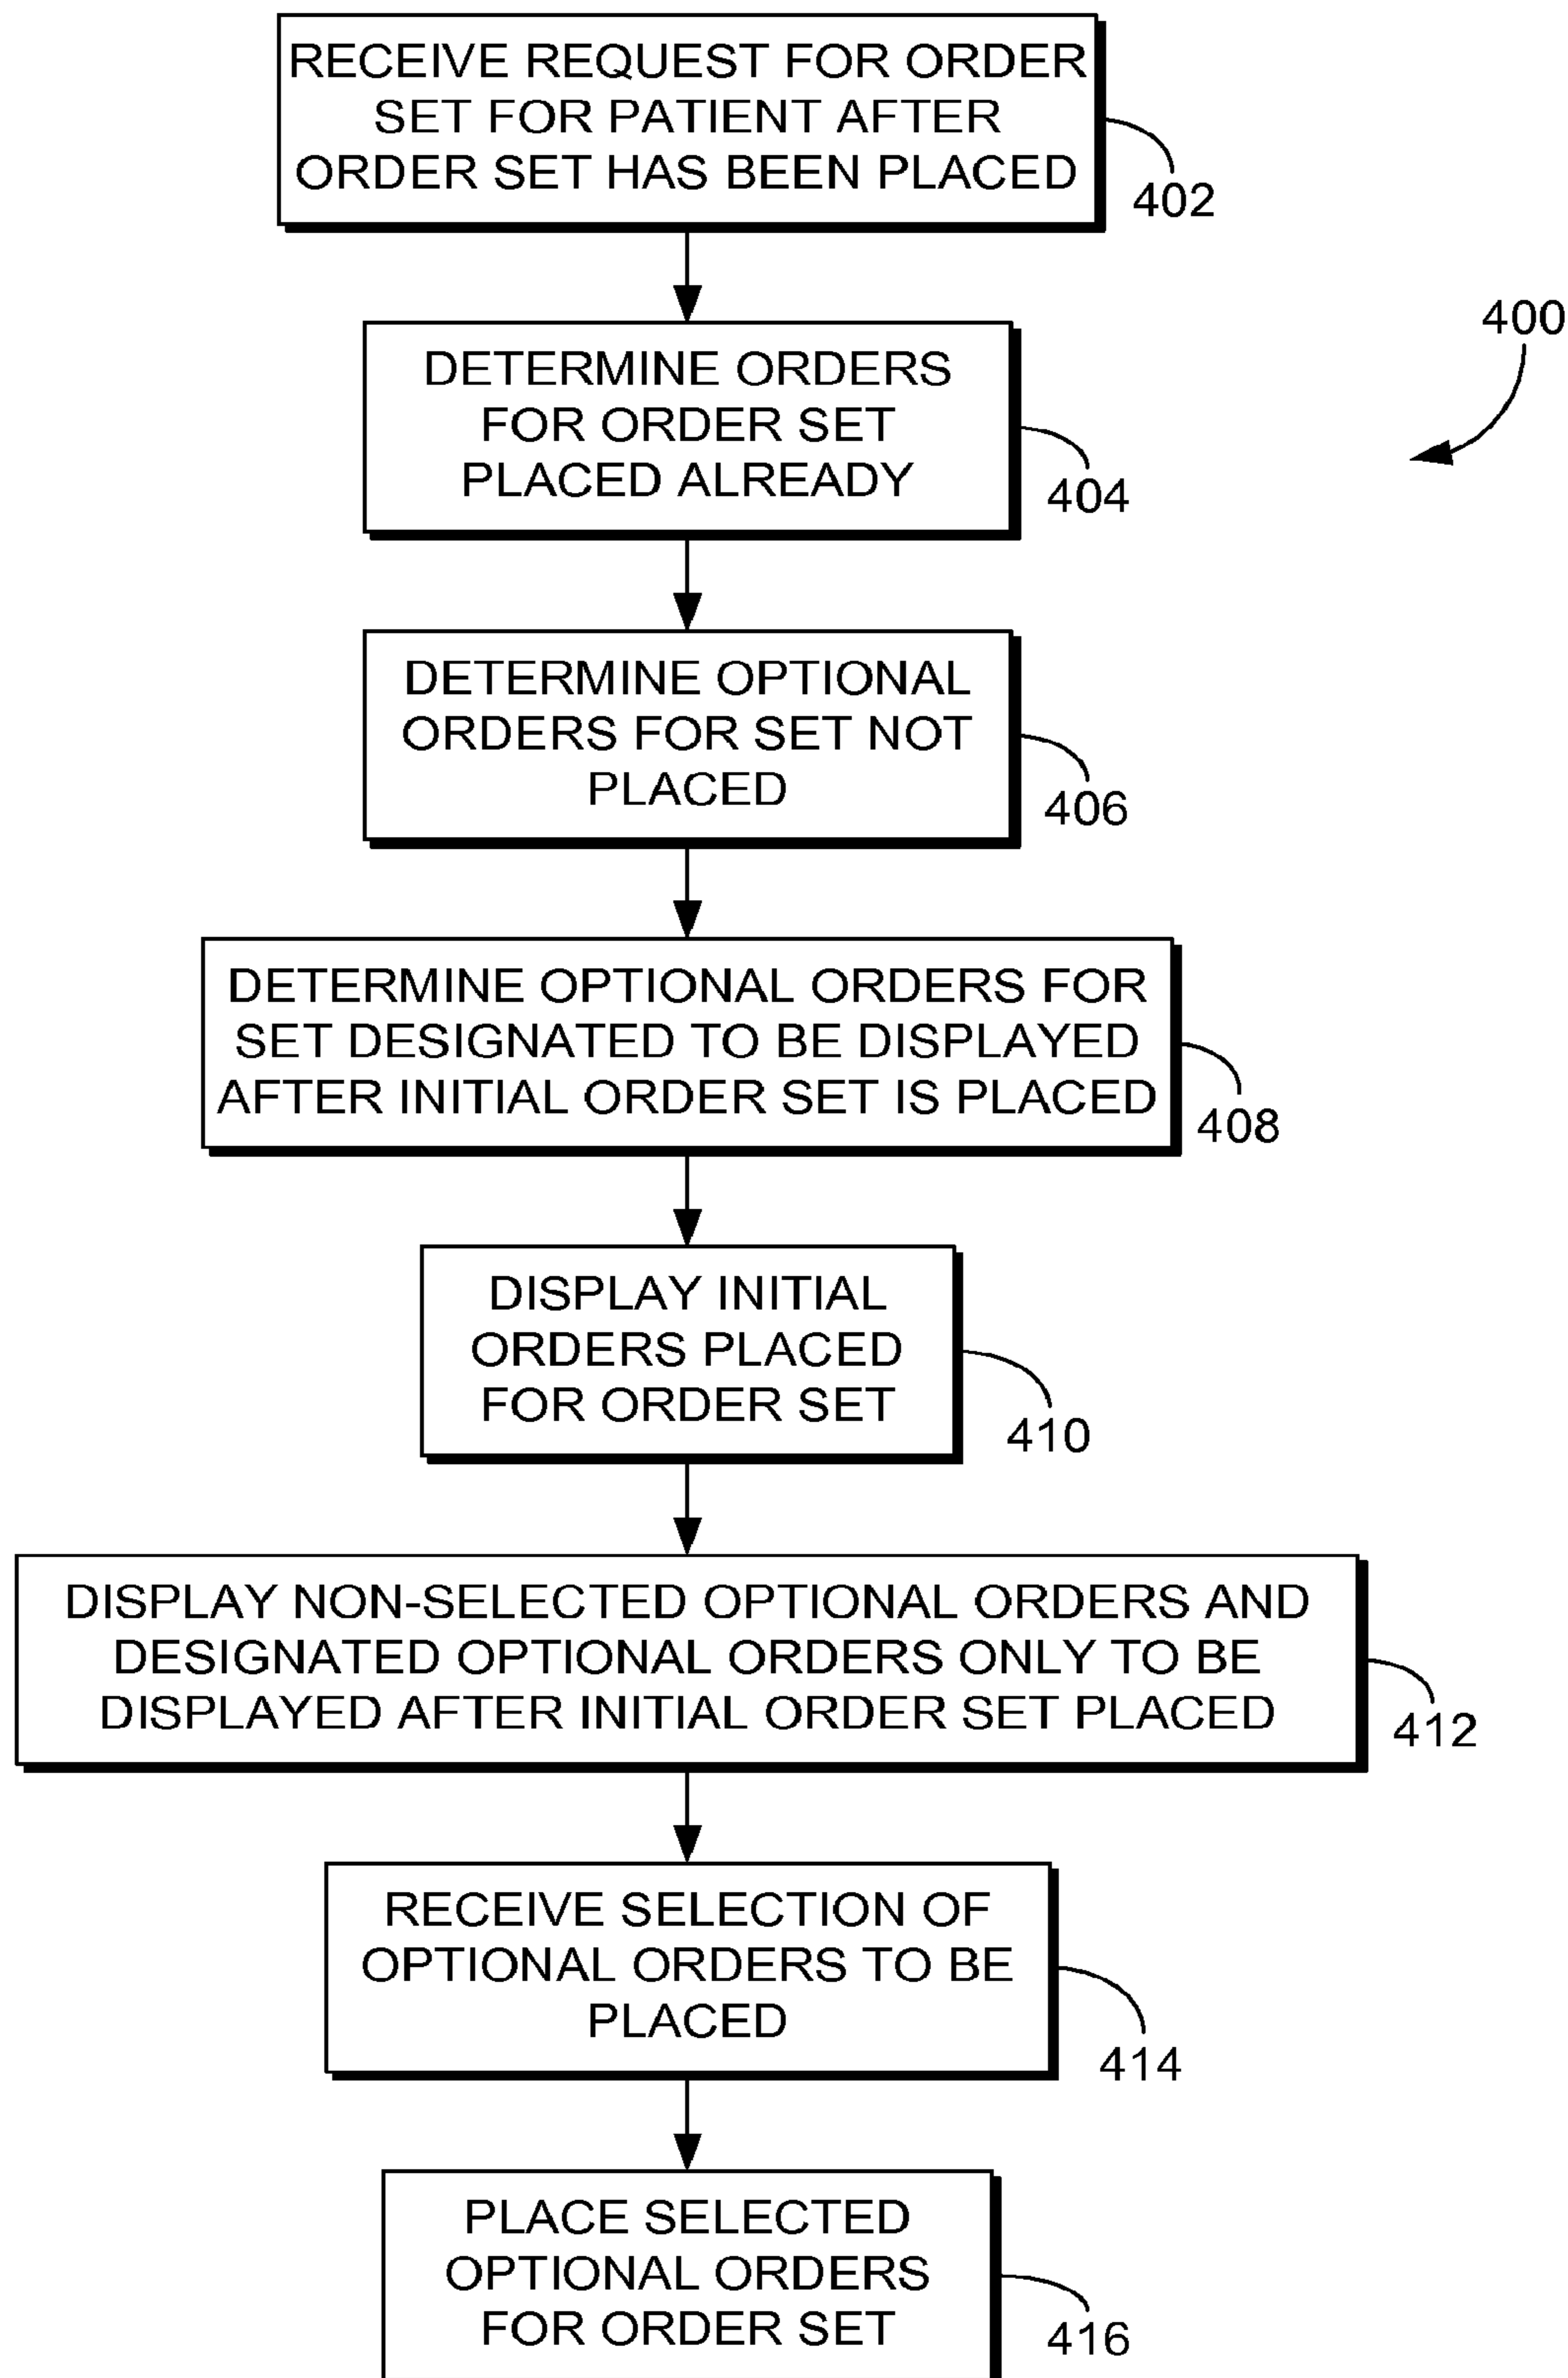 RECEIVE REQUEST FOR ORDER
SET FOR PATIENT AFTER
ORDER SET HAS BEEN PLACED
402
400
DETERMINE ORDERS
FOR ORDER SET
PLACED ALREADY
404
DETERMINE OPTIONAL
ORDERS FOR SET NOT
PLACED
406
DETERMINE OPTIONAL ORDERS FOR
SET DESIGNATED TO BE DISPLAYED
AFTER INITIAL ORDER SET IS PLACED
408
DISPLAY INITIAL
ORDERS PLACED
FOR ORDER SET
410
DISPLAY NON-SELECTED OPTIONAL ORDERS AND
DESIGNATED OPTIONAL ORDERS ONLY TO BE
DISPLAYED AFTER INITIAL ORDER SET PLACED
412
RECEIVE SELECTION OF
OPTIONAL ORDERS TO BE
PLACED
414
PLACE SELECTED
OPTIONAL ORDERS
FOR ORDER SET
416